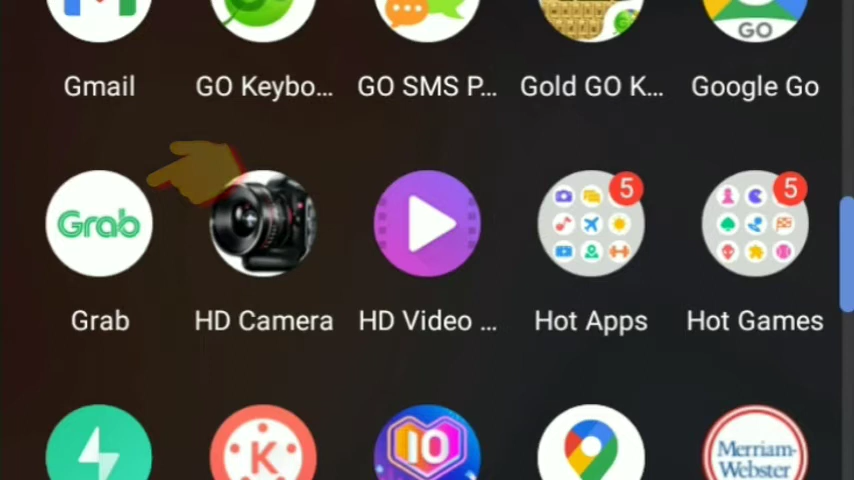 GO
Gmail
GO Keybo...
GO SMS P...
Gold GO K...
Google Go
Grab
5
5
Grab
HD Camera
HD Video ...
Hot Apps
Hot Games
K
10
Merriam-
Webster